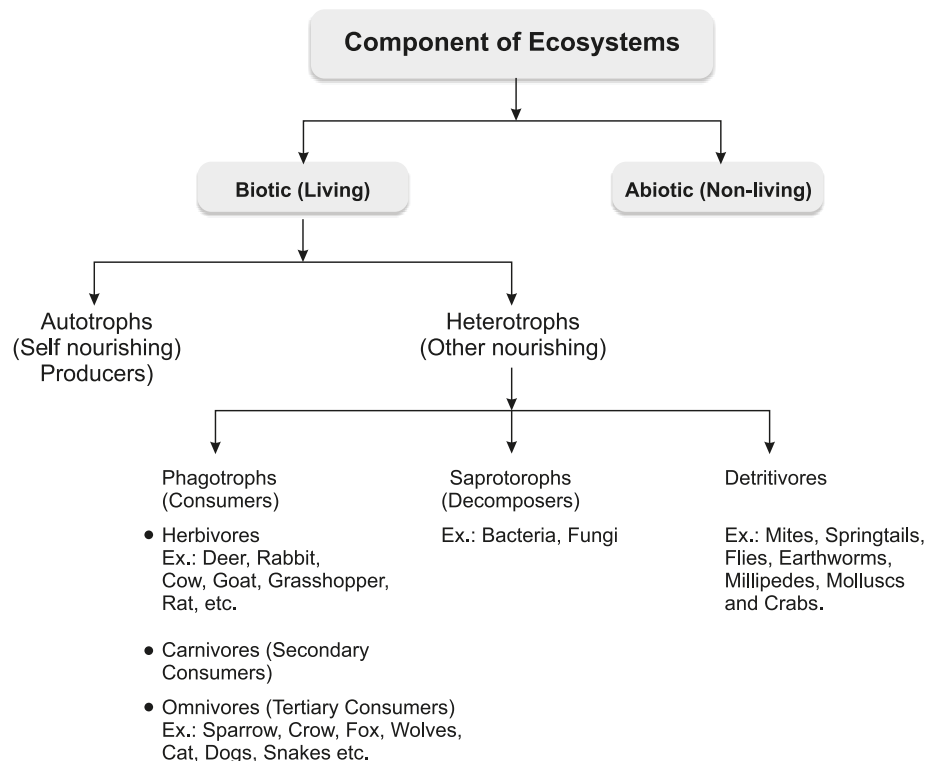 Component of Ecosystems
Biotic (Living)
Abiotic (Non-living)
Autotrophs
(Self nourishing)
Producers)
Heterotrophs
(Other nourishing)
Phagotrophs
(Consumers)
• Herbivores
Ex.: Deer, Rabbit,
Cow, Goat, Grasshopper,
Rat, etc.
• Carnivores (Secondary
Consumers)
• Omnivores (Tertiary Consumers)
Ex.: Sparrow, Crow, Fox, Wolves,
Cat, Dogs, Snakes etc.
Saprotorophs
(Decomposers)
Ex.: Bacteria, Fungi
Detritivores
Ex.: Mites, Springtails,
Flies, Earthworms,
Millipedes, Molluscs
and Crabs.